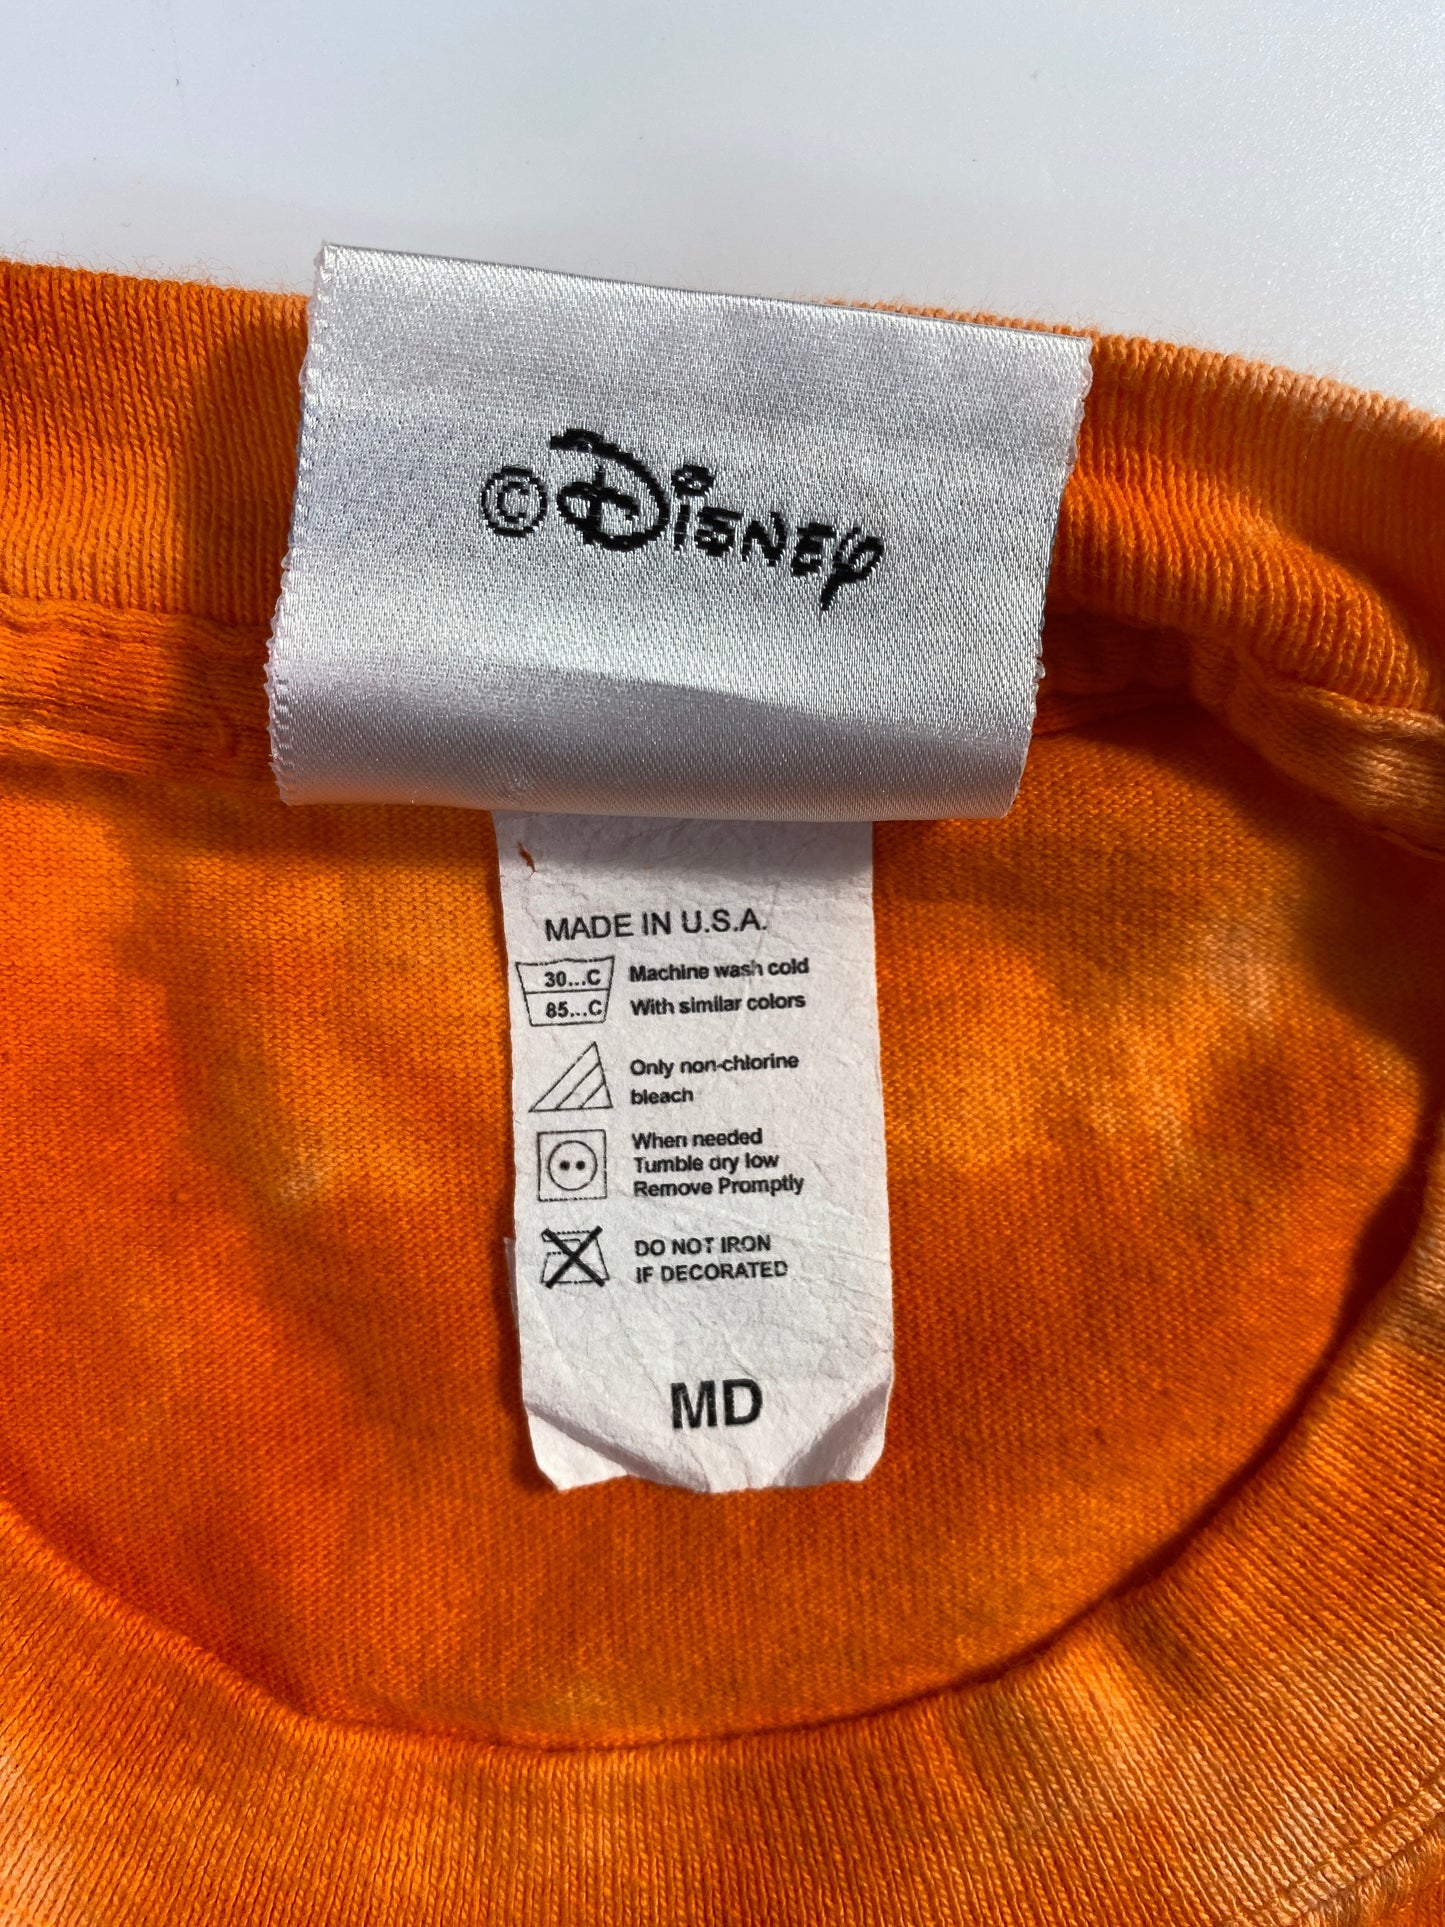 ©Disney
MADE IN U.S.A.
30...C Machine wash cold
85...C With similar colors
Only non-chlorine
bleach
When needed
Tumble dry low
Remove Promptly
DO NOT IRON
IF DECORATED
MD